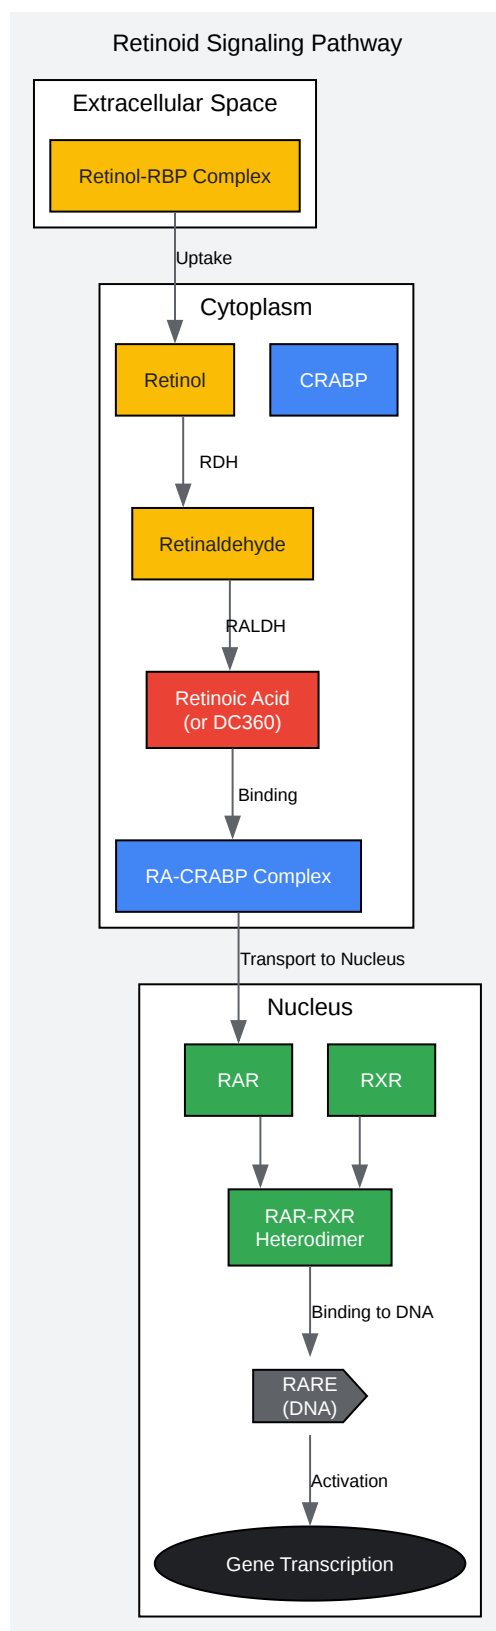 Retinoid Signaling Pathway
Extracellular Space
Retinol-RBP Complex
Uptake
Cytoplasm
Retinol
CRABP
RDH
Retinaldehyde
RALDH
Retinoic Acid
(or DC360)
Binding
RA-CRABP Complex
Transport to Nucleus
Nucleus
RAR
RXR
RAR-RXR
Heterodimer
Binding to DNA
RARE
(DNA)
Activation
Gene Transcription